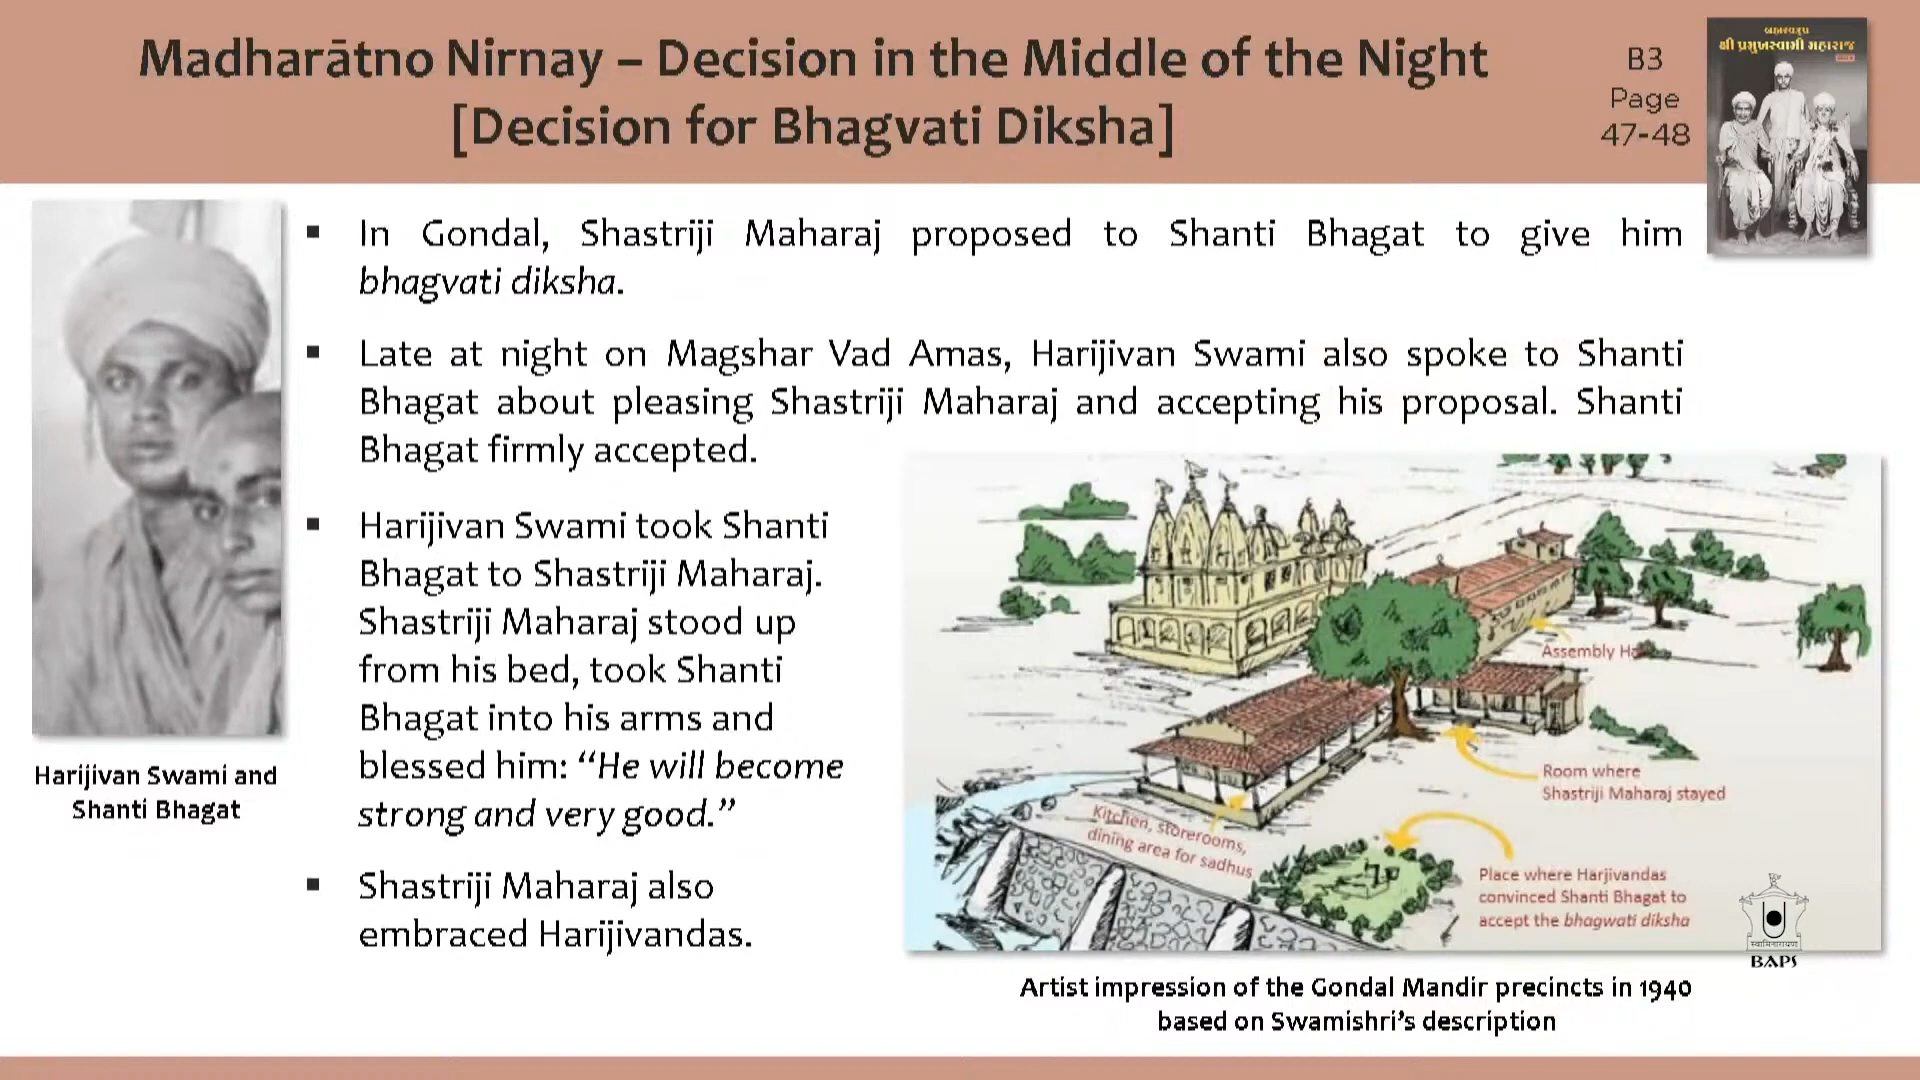 Madharātno Nirnay – Decision in the Middle of the Night
[Decision for Bhagvati Diksha]
B3
Page
47-48
બ્રહ્મસ્વરૂપ
શ્રી પ્રમુખસ્વામી મહારાજ
▪ In Gondal, Shastriji Maharaj proposed to Shanti Bhagat to give him
bhagvati diksha.
▪ Late at night on Magshar Vad Amas, Harijivan Swami also spoke to Shanti
Bhagat about pleasing Shastriji Maharaj and accepting his proposal. Shanti
Bhagat firmly accepted.
▪ Harijivan Swami took Shanti
Bhagat to Shastriji Maharaj.
Shastriji Maharaj stood up
from his bed, took Shanti
Bhagat into his arms and
blessed him: “He will become
strong and very good.”
▪ Shastriji Maharaj also
embraced Harijivandas.
Harijivan Swami and
Shanti Bhagat
Assembly
Room where
Shastriji Maharaj stayed
Kitchen, storerooms,
dining area for sadhus
Place where Harjivandas
convinced Shanti Bhagat to
accept the bhagwati diksha
स्वामिनारायण
BAPS
Artist impression of the Gondal Mandir precincts in 1940
based on Swamishri’s description